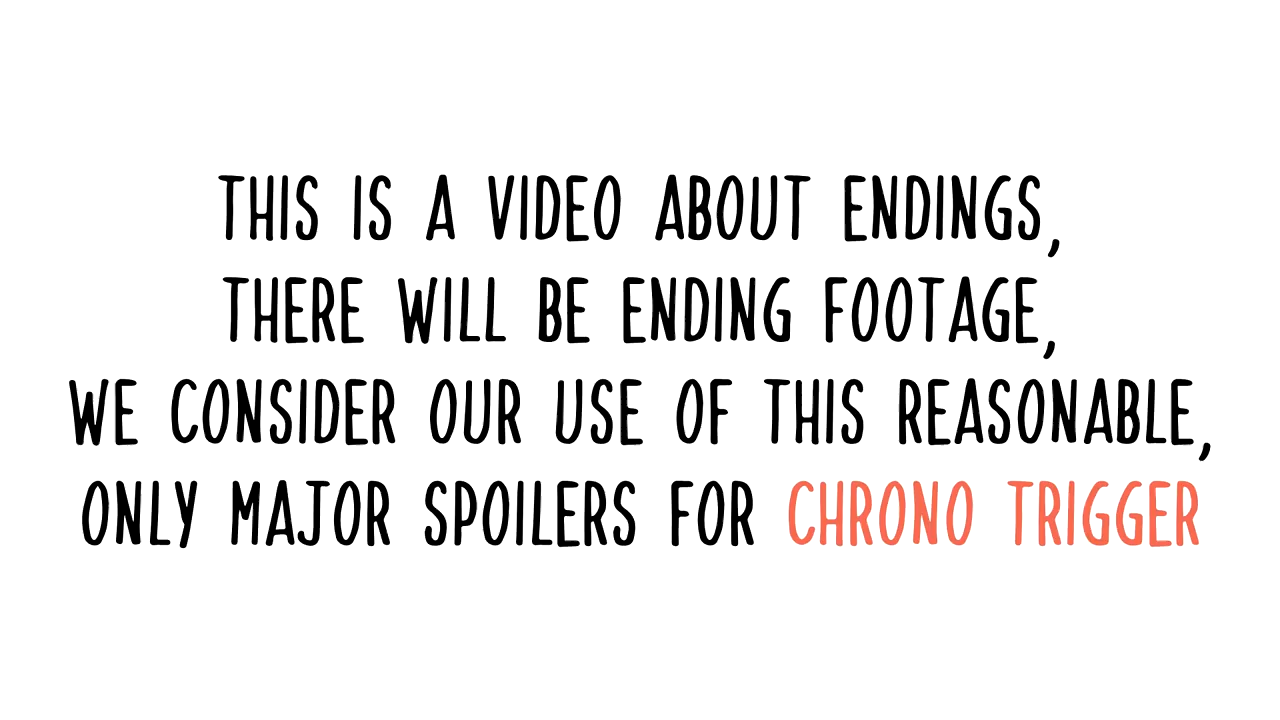 THIS IS A VIDEO ABOUT ENDINGS,
THERE WILL BE ENDING FOOTAGE,
WE CONSIDER OUR USE OF THIS REASONABLE,
ONLY MAJOR SPOILERS FOR CHRONO TRIGGER